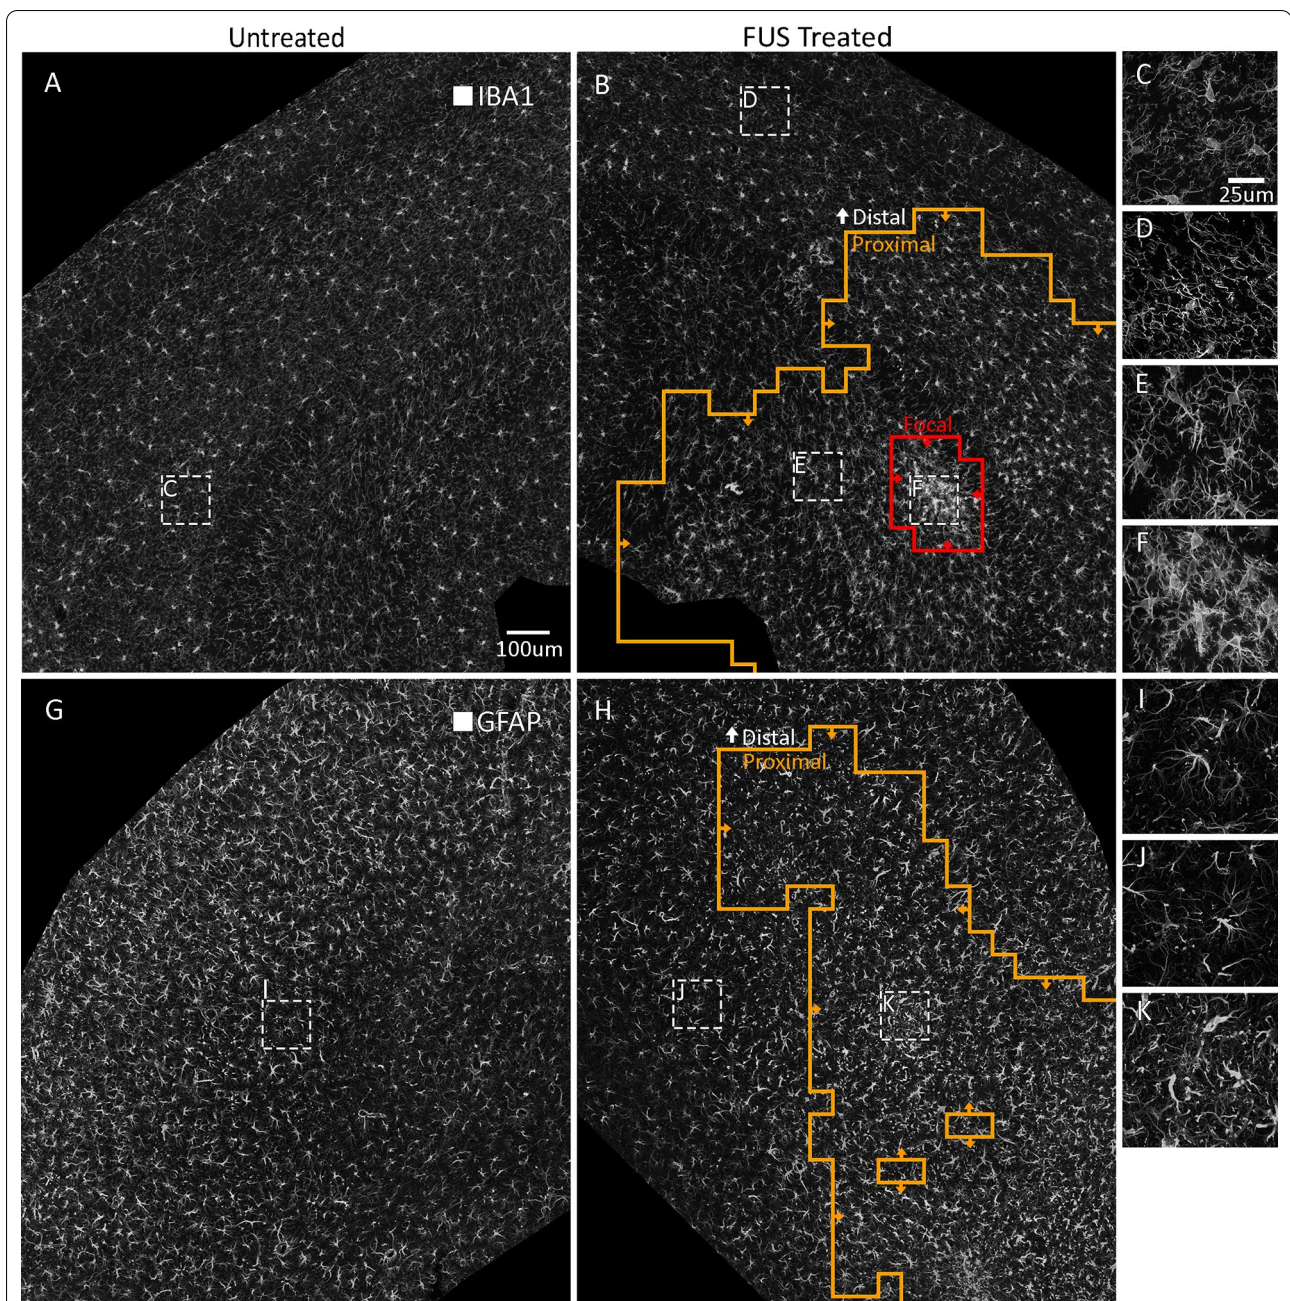 Untreated
FUS Treated
A
IBA1
B
D
Distal
Proximal
Focal
C
E
F
100um
C
25um
D
E
F
G
GFAP
H
Distal
Proximal
I
J
K
I
J
K